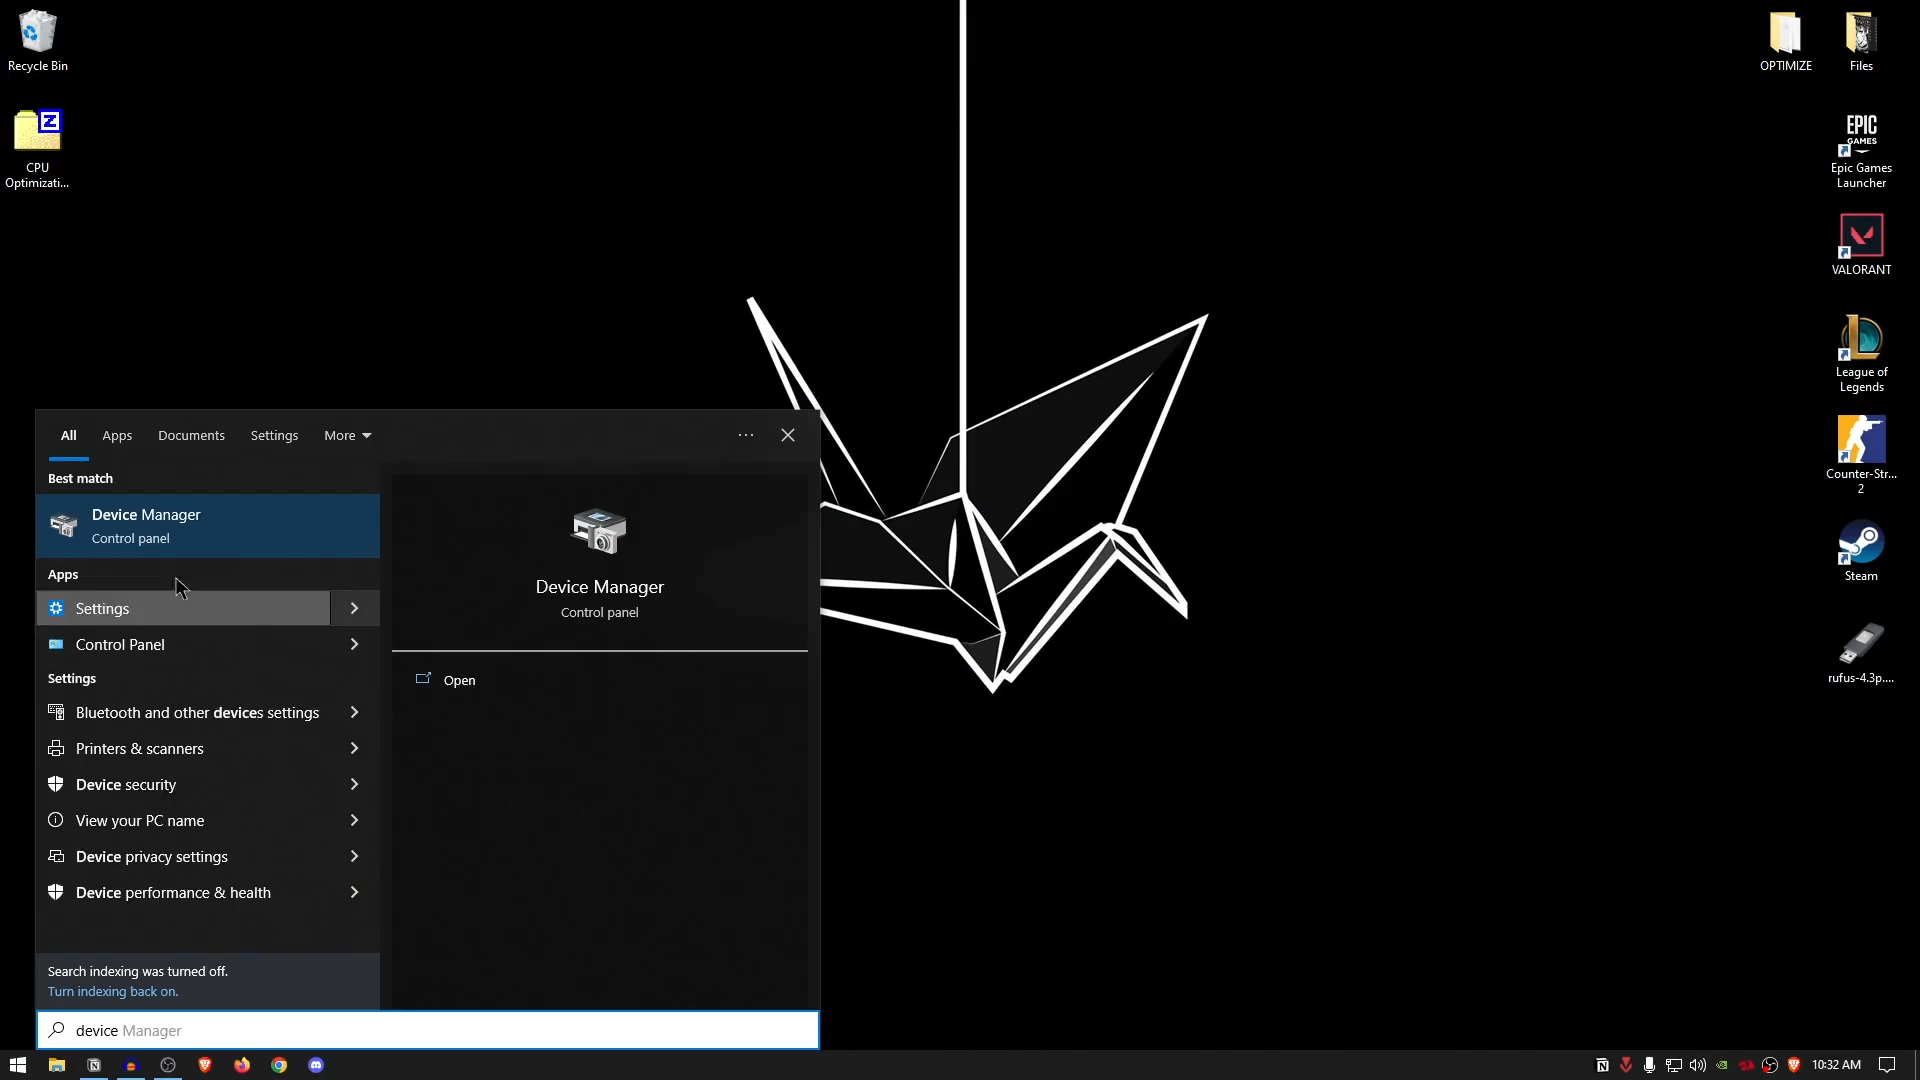 Recycle Bin
CPU
Optimizati...
OPTIMIZE
Files
EPIC
GAMES
Epic Games
Launcher
VALORANT
League of
Legends
Counter-Str...
2
Steam
rufus-4.3p....
All
Apps
Documents
Settings
More
Best match
Device Manager
Control panel
Apps
Settings
Control Panel
Settings
Bluetooth and other devices settings
Printers & scanners
Device security
View your PC name
Device privacy settings
Device performance & health
Search indexing was turned off.
Turn indexing back on.
Device Manager
Control panel
Open
device Manager
10:32 AM